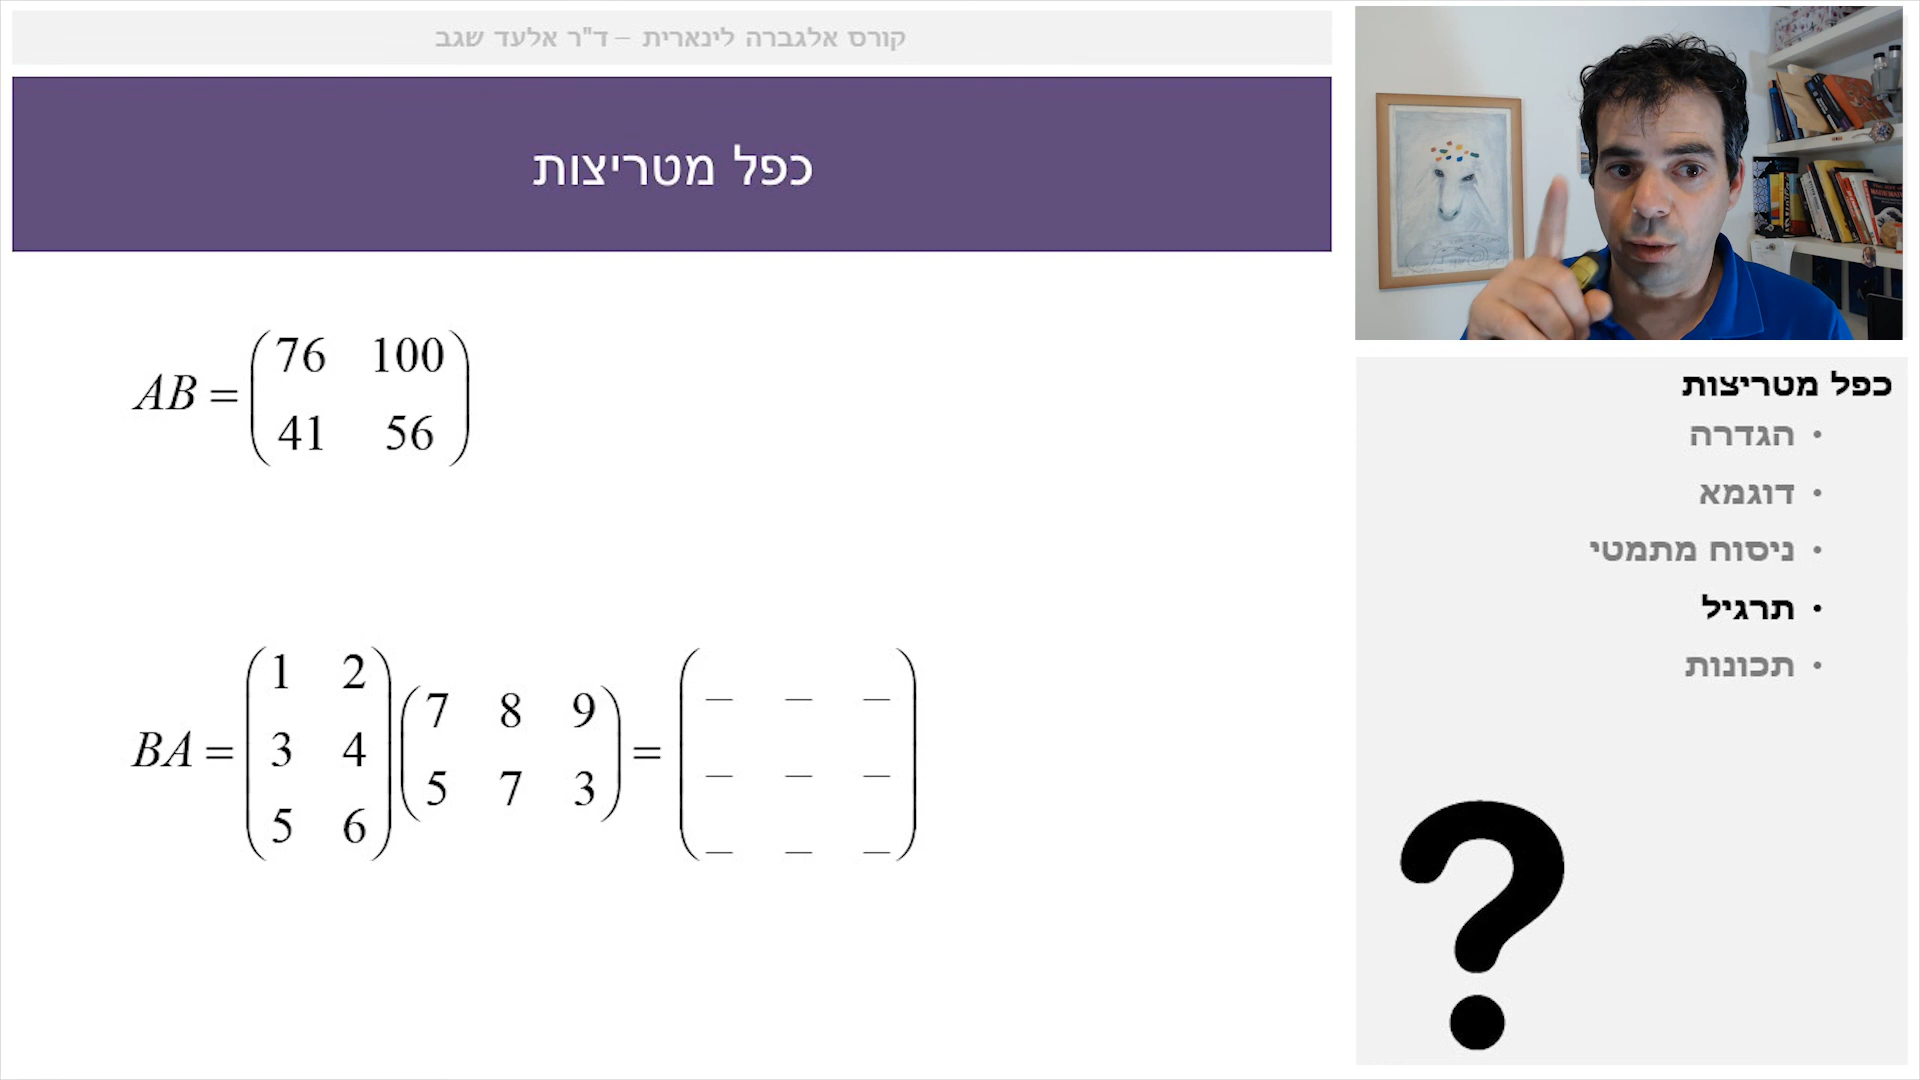 קורס אלגברה לינארית – ד"ר אלעד שגב
כפל מטריצות
AB = (76 100
41 56)
BA = (1 2
3 4
5 6) (7 8 9
5 7 3) = (_ _ _
_ _ _
_ _ _)
כפל מטריצות
• הגדרה
• דוגמא
• ניסוח מתמטי
• תרגיל
• תכונות
?